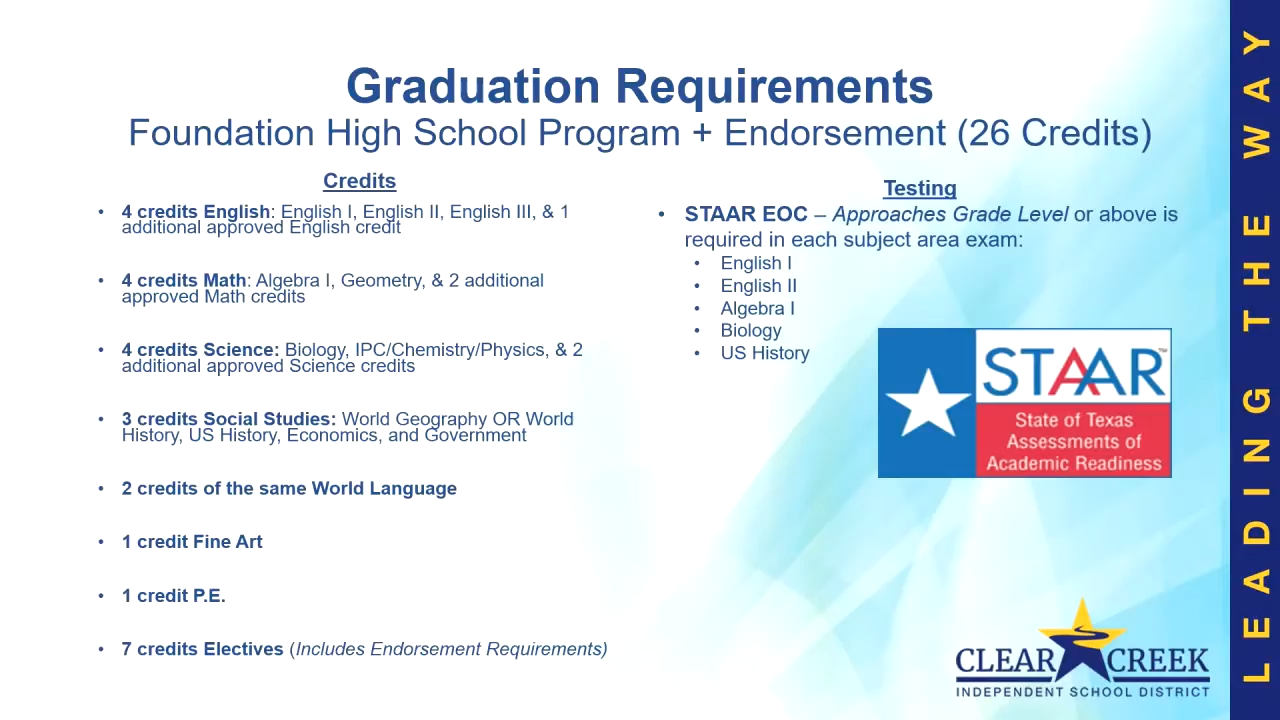 Graduation Requirements
Foundation High School Program + Endorsement (26 Credits)
Credits
• 4 credits English: English I, English II, English III, & 1
additional approved English credit
• 4 credits Math: Algebra I, Geometry, & 2 additional
approved Math credits
• 4 credits Science: Biology, IPC/Chemistry/Physics, & 2
additional approved Science credits
• 3 credits Social Studies: World Geography OR World
History, US History, Economics, and Government
• 2 credits of the same World Language
• 1 credit Fine Art
• 1 credit P.E.
• 7 credits Electives (Includes Endorsement Requirements)
Testing
• STAAR EOC – Approaches Grade Level or above is
required in each subject area exam:
• English I
• English II
• Algebra I
• Biology
• US History
STAAR™
State of Texas
Assessments of
Academic Readiness
CLEAR CREEK
INDEPENDENT SCHOOL DISTRICT
LEADING THE WAY